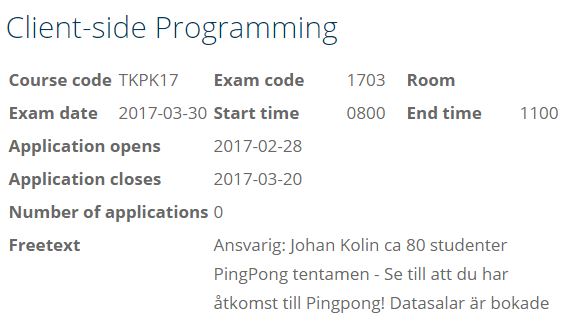 Client-side Programming
Course code TKPK17 Exam code 1703 Room
Exam date 2017-03-30 Start time 0800 End time 1100
Application opens 2017-02-28
Application closes 2017-03-20
Number of applications 0
Freetext Ansvarig: Johan Kolin ca 80 studenter
PingPong tentamen - Se till att du har
åtkomst till Pingpong! Datasalar är bokade